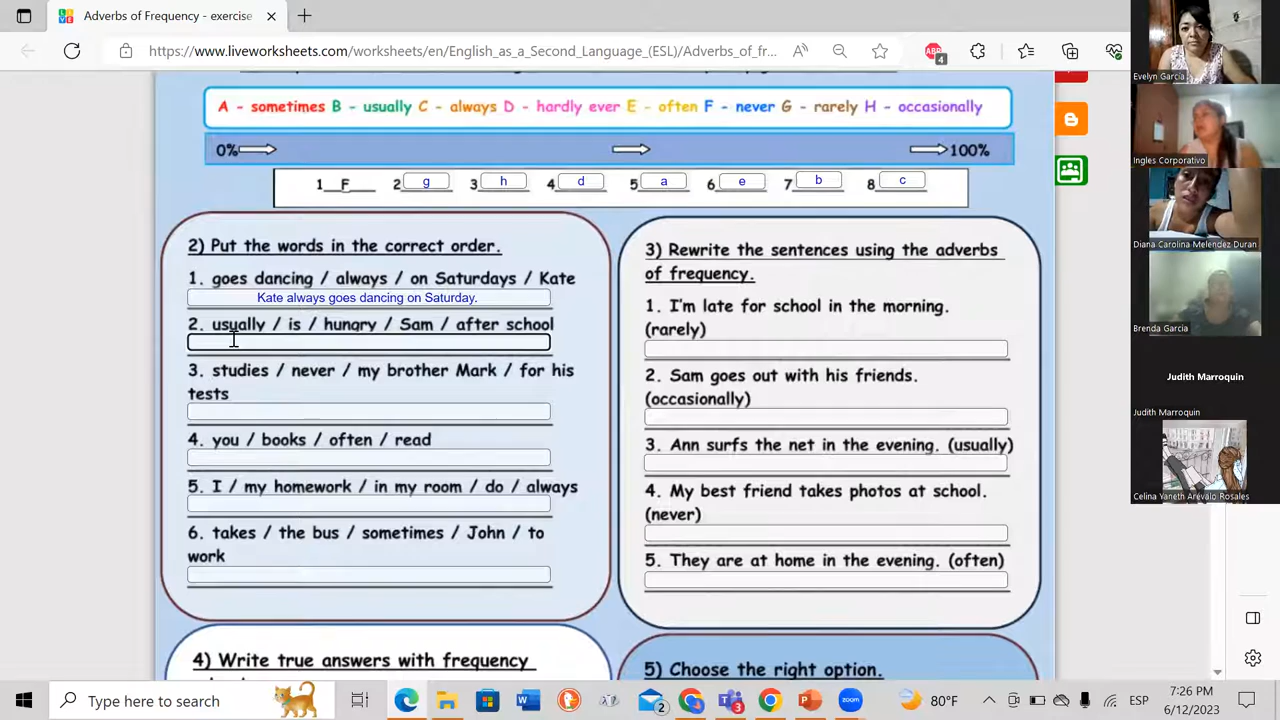 Adverbs of Frequency - exercise
https://www.liveworksheets.com/worksheets/en/English_as_a_Second_Language_(ESL)/Adverbs_of_fr...
A - sometimes B - usually C - always D - hardly ever E - often F - never G - rarely H - occasionally
0% 100%
1 F 2 g 3 h 4 d 5 a 6 e 7 b 8 c
2) Put the words in the correct order.
1. goes dancing / always / on Saturdays / Kate
Kate always goes dancing on Saturday.
2. usually / is / hungry / Sam / after school
3. studies / never / my brother Mark / for his
tests
4. you / books / often / read
5. I / my homework / in my room / do / always
6. takes / the bus / sometimes / John / to
work
3) Rewrite the sentences using the adverbs
of frequency.
1. I'm late for school in the morning.
(rarely)
2. Sam goes out with his friends.
(occasionally)
3. Ann surfs the net in the evening. (usually)
4. My best friend takes photos at school.
(never)
5. They are at home in the evening. (often)
4) Write true answers with frequency
5) Choose the right option.
Evelyn Garcia
Ingles Corporativo
Diana Carolina Melendez Duran
Brenda Garcia
Judith Marroquin
Judith Marroquin
Celina Yaneth Arévalo Rosales
Type here to search
80°F
ESP
7:26 PM
6/12/2023